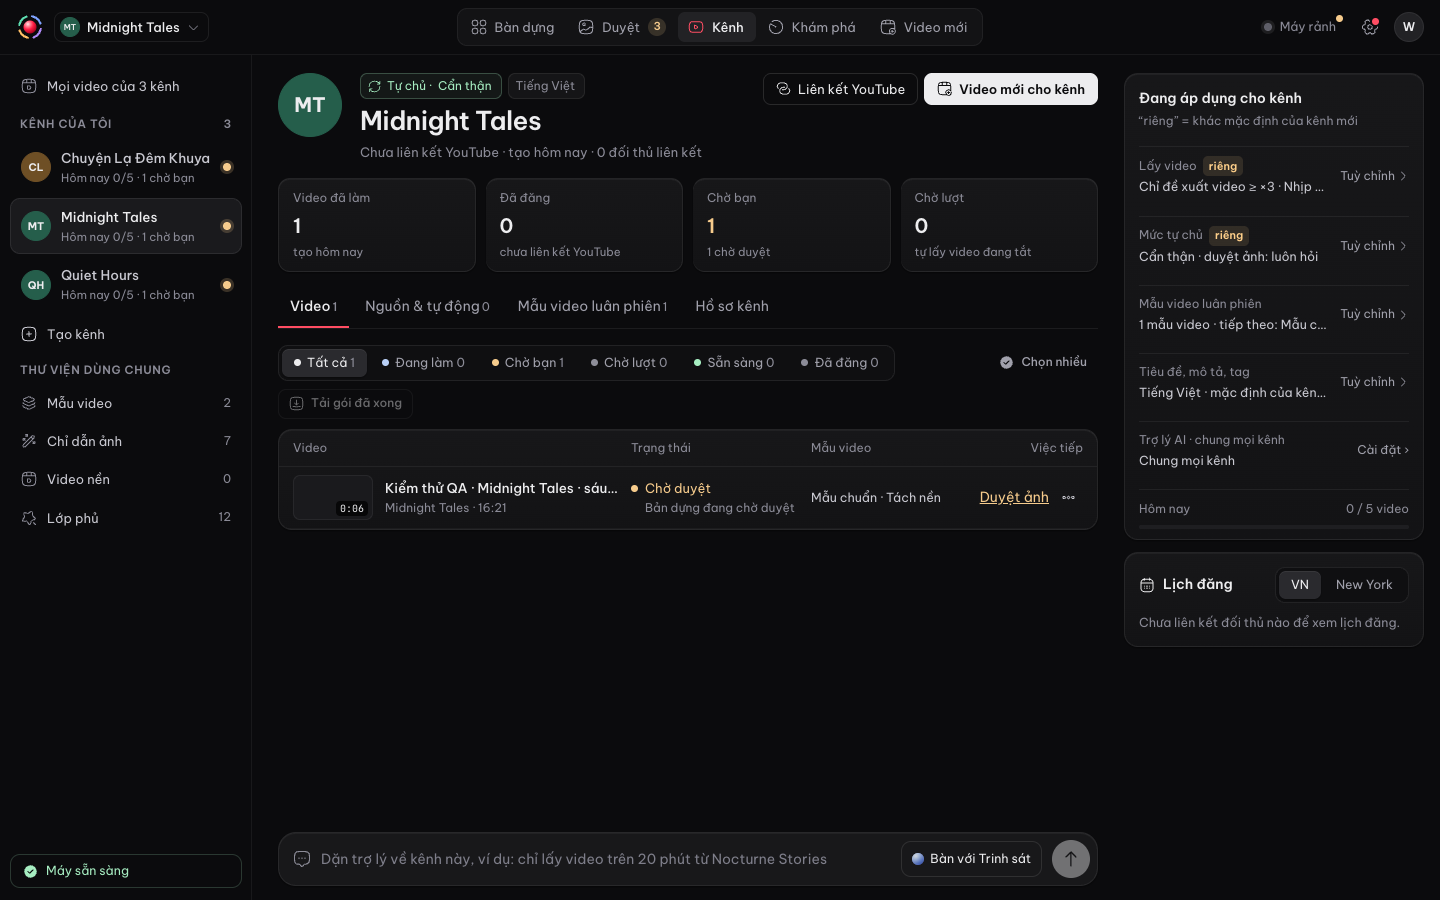 MT Midnight Tales
Bàn dựng
Duyệt 3
Kênh
Khám phá
Video mới
Máy rảnh
W
Mọi video của 3 kênh
KÊNH CỦA TÔI 3
CL
Chuyện Lạ Đêm Khuya
Hôm nay 0/5 · 1 chờ bạn
MT
Midnight Tales
Hôm nay 0/5 · 1 chờ bạn
QH
Quiet Hours
Hôm nay 0/5 · 1 chờ bạn
Tạo kênh
THƯ VIỆN DÙNG CHUNG
Mẫu video 2
Chỉ dẫn ảnh 7
Video nền 0
Lớp phủ 12
Máy sẵn sàng
MT
Tự chủ · Cẩn thận
Tiếng Việt
Midnight Tales
Chưa liên kết YouTube · tạo hôm nay · 0 đối thủ liên kết
Liên kết YouTube
Video mới cho kênh
Video đã làm
1
tạo hôm nay
Đã đăng
0
chưa liên kết YouTube
Chờ bạn
1
1 chờ duyệt
Chờ lượt
0
tự lấy video đang tắt
Video 1
Nguồn & tự động 0
Mẫu video luân phiên 1
Hồ sơ kênh
Tất cả 1
Đang làm 0
Chờ bạn 1
Chờ lượt 0
Sẵn sàng 0
Đã đăng 0
Chọn nhiều
Tải gói đã xong
Video Trạng thái Mẫu video Việc tiếp
0:06
Kiểm thử QA · Midnight Tales · sáu...
Midnight Tales · 16:21
Chờ duyệt
Bản dựng đang chờ duyệt
Mẫu chuẩn · Tách nền
Duyệt ảnh
Dặn trợ lý về kênh này, ví dụ: chỉ lấy video trên 20 phút từ Nocturne Stories
Bàn với Trinh sát
Đang áp dụng cho kênh
“riêng” = khác mặc định của kênh mới
Lấy video riêng
Chỉ đề xuất video ≥ ×3 · Nhịp ...
Tuỳ chỉnh >
Mức tự chủ riêng
Cẩn thận · duyệt ảnh: luôn hỏi
Tuỳ chỉnh >
Mẫu video luân phiên
1 mẫu video · tiếp theo: Mẫu c...
Tuỳ chỉnh >
Tiêu đề, mô tả, tag
Tiếng Việt · mặc định của kên...
Tuỳ chỉnh >
Trợ lý AI · chung mọi kênh
Chung mọi kênh
Cài đặt ›
Hôm nay 0 / 5 video
Lịch đăng
VN
New York
Chưa liên kết đối thủ nào để xem lịch đăng.